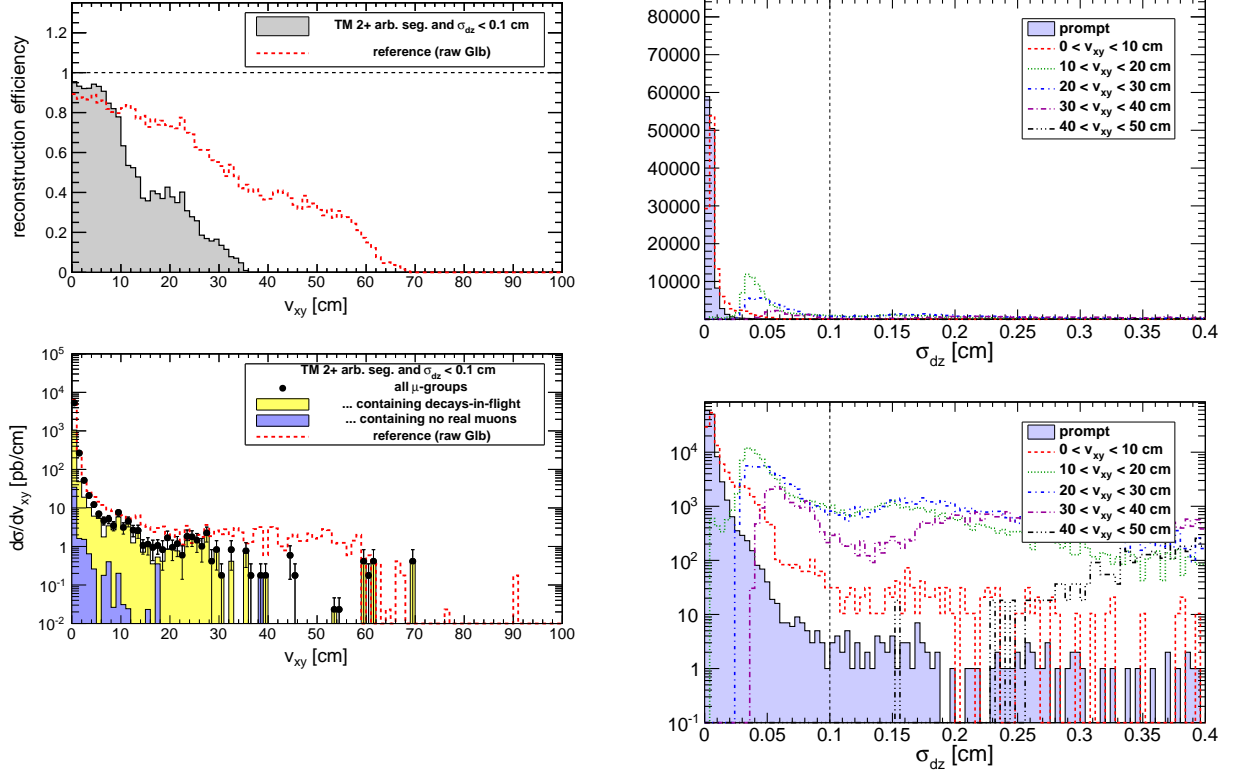 TM 2+ arb. seg. and σdz < 0.1 cm
reference (raw Glb)
reconstruction efficiency
1.2
1
0.8
0.6
0.4
0.2
0
0 10 20 30 40 50 60 70 80 90 100
vxy [cm]
prompt
0 < vxy < 10 cm
10 < vxy < 20 cm
20 < vxy < 30 cm
30 < vxy < 40 cm
40 < vxy < 50 cm
80000
70000
60000
50000
40000
30000
20000
10000
0 0.05 0.1 0.15 0.2 0.25 0.3 0.35 0.4
σdz [cm]
TM 2+ arb. seg. and σdz < 0.1 cm
all μ-groups
... containing decays-in-flight
... containing no real muons
reference (raw Glb)
dσ/dvxy [pb/cm]
10^5
10^4
10^3
10^2
10
1
10^-1
10^-2
0 10 20 30 40 50 60 70 80 90 100
vxy [cm]
prompt
0 < vxy < 10 cm
10 < vxy < 20 cm
20 < vxy < 30 cm
30 < vxy < 40 cm
40 < vxy < 50 cm
10^4
10^3
10^2
10
1
10^-1
0 0.05 0.1 0.15 0.2 0.25 0.3 0.35 0.4
σdz [cm]